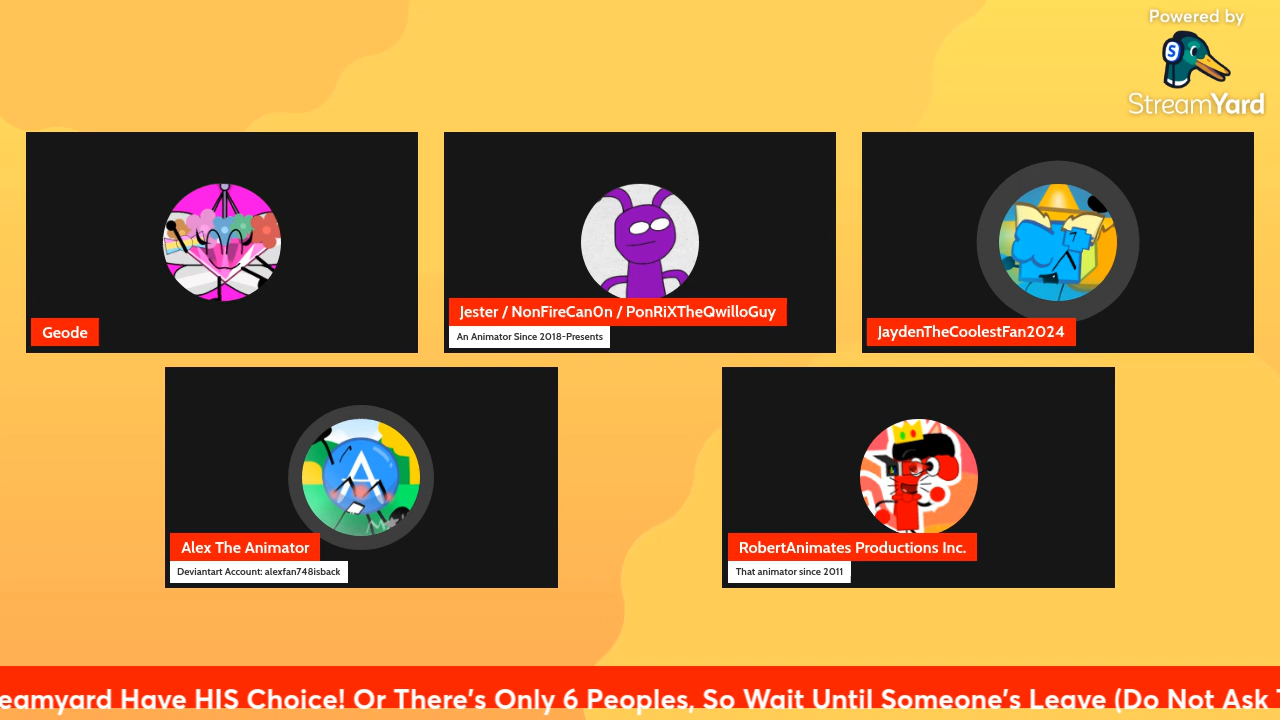 Powered by
StreamYard
Geode
Jester / NonFireCan0n / PonRiXTheQwilloGuy
An Animator Since 2018-Presents
JaydenTheCoolestFan2024
Alex The Animator
Deviantart Account: alexfan748isback
RobertAnimates Productions Inc.
That animator since 2011
eamyard Have HIS Choice! Or There's Only 6 Peoples, So Wait Until Someone's Leave (Do Not Ask